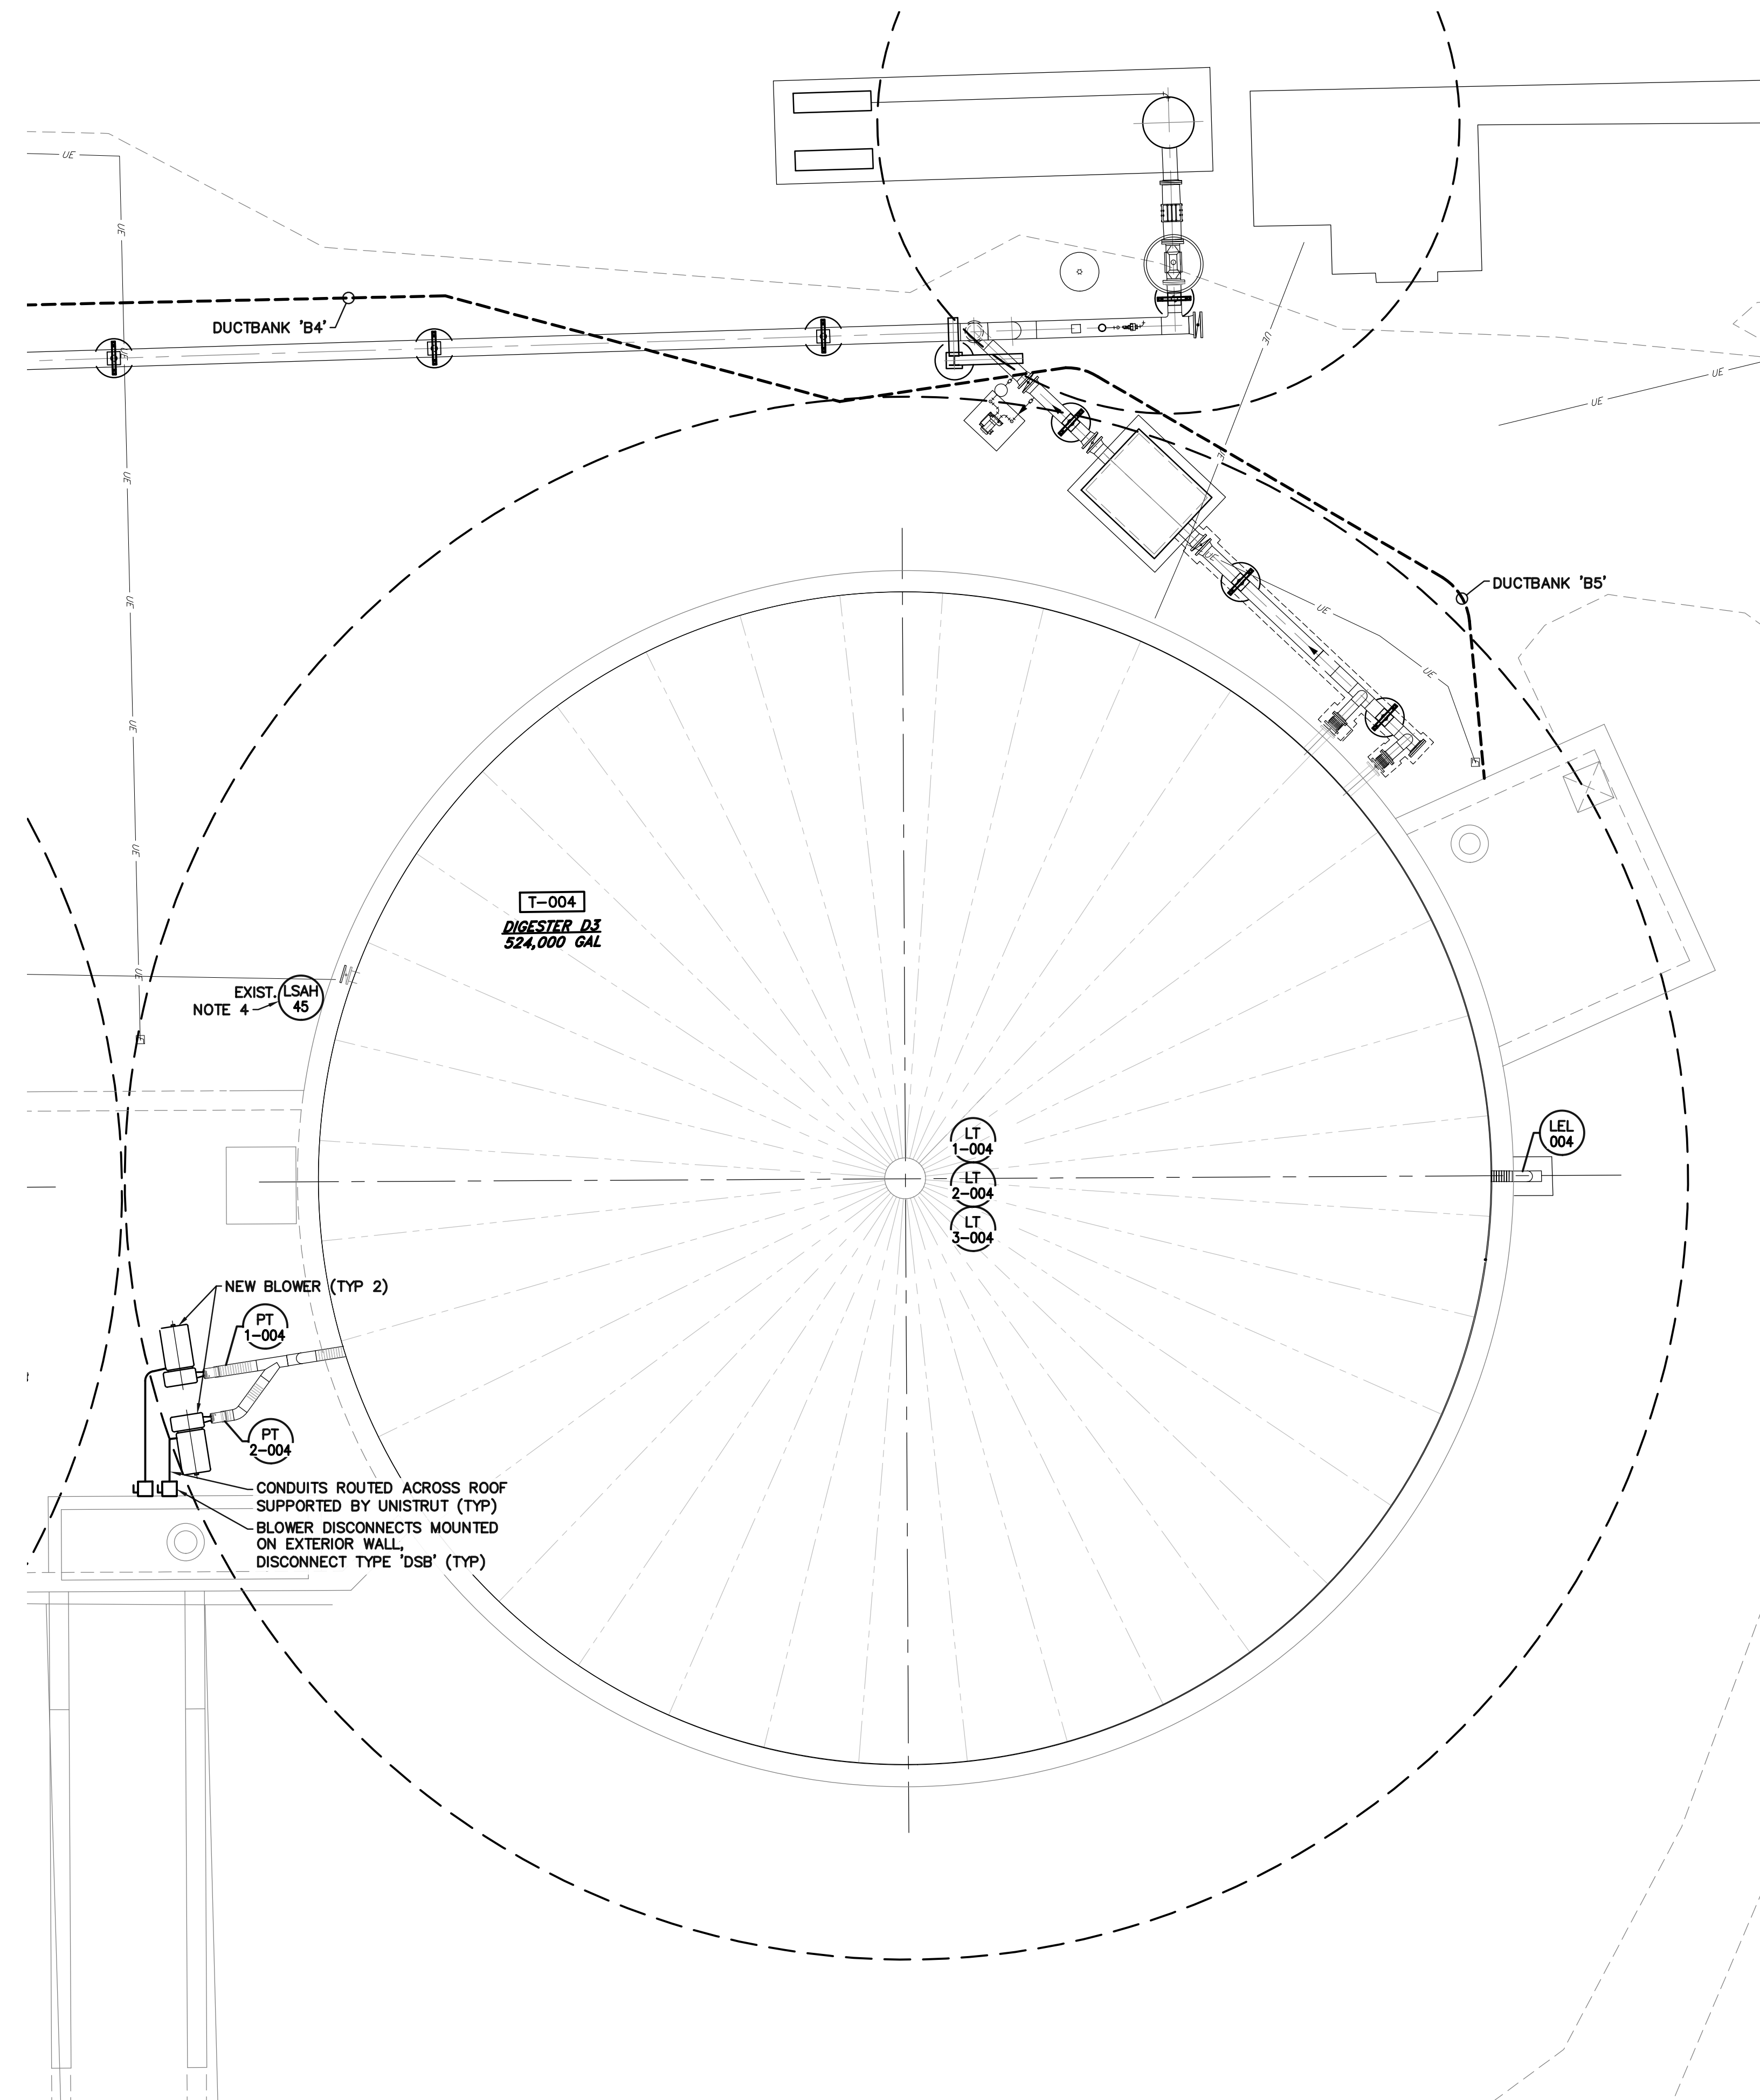 UE
UE
UE
DUCTBANK 'B4'
UE
UE
UE
UE
UE
UE
UE
UE
UE
UE
UE
UE
DUCTBANK 'B5'
T-004
DIGESTER D3
524,000 GAL
EXIST.
NOTE 4
LSAH
45
LT
1-004
LT
2-004
LT
3-004
LEL
004
NEW BLOWER (TYP 2)
PT
1-004
PT
2-004
CONDUITS ROUTED ACROSS ROOF
SUPPORTED BY UNISTRUT (TYP)
BLOWER DISCONNECTS MOUNTED
ON EXTERIOR WALL,
DISCONNECT TYPE 'DSB' (TYP)